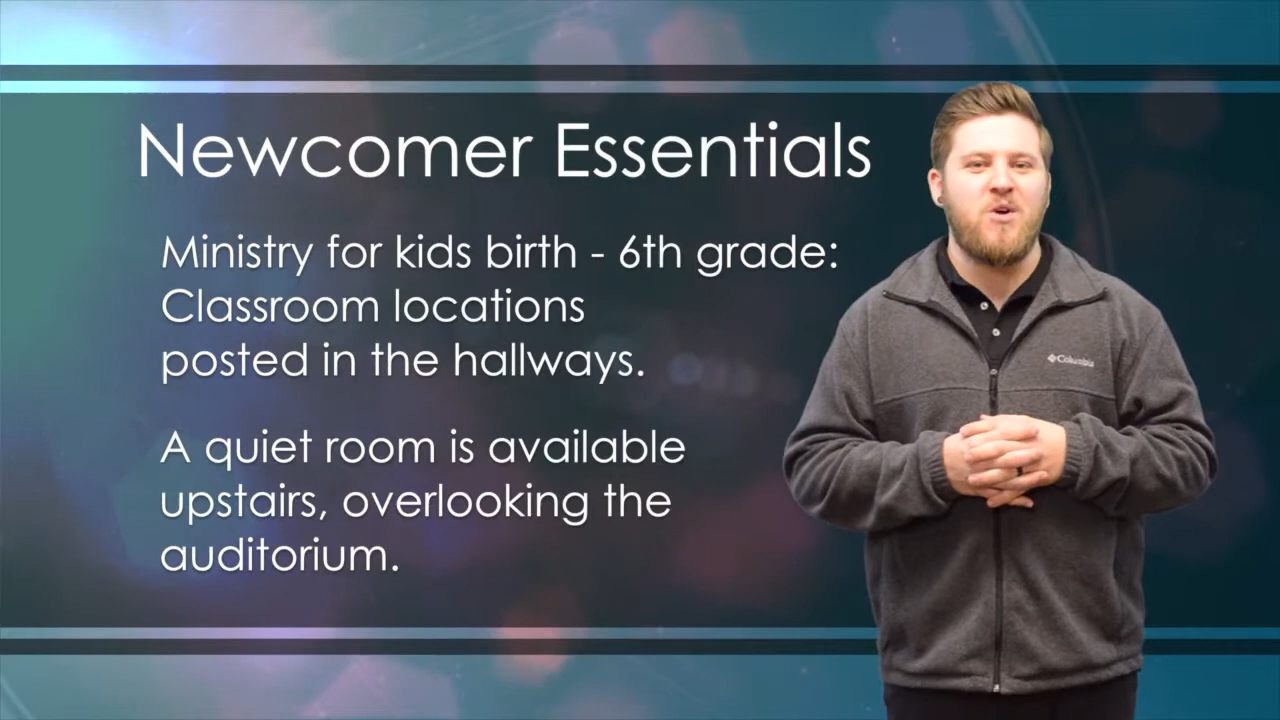 Newcomer Essentials
Ministry for kids birth - 6th grade:
Classroom locations
posted in the hallways.
A quiet room is available
upstairs, overlooking the
auditorium.
Columbia